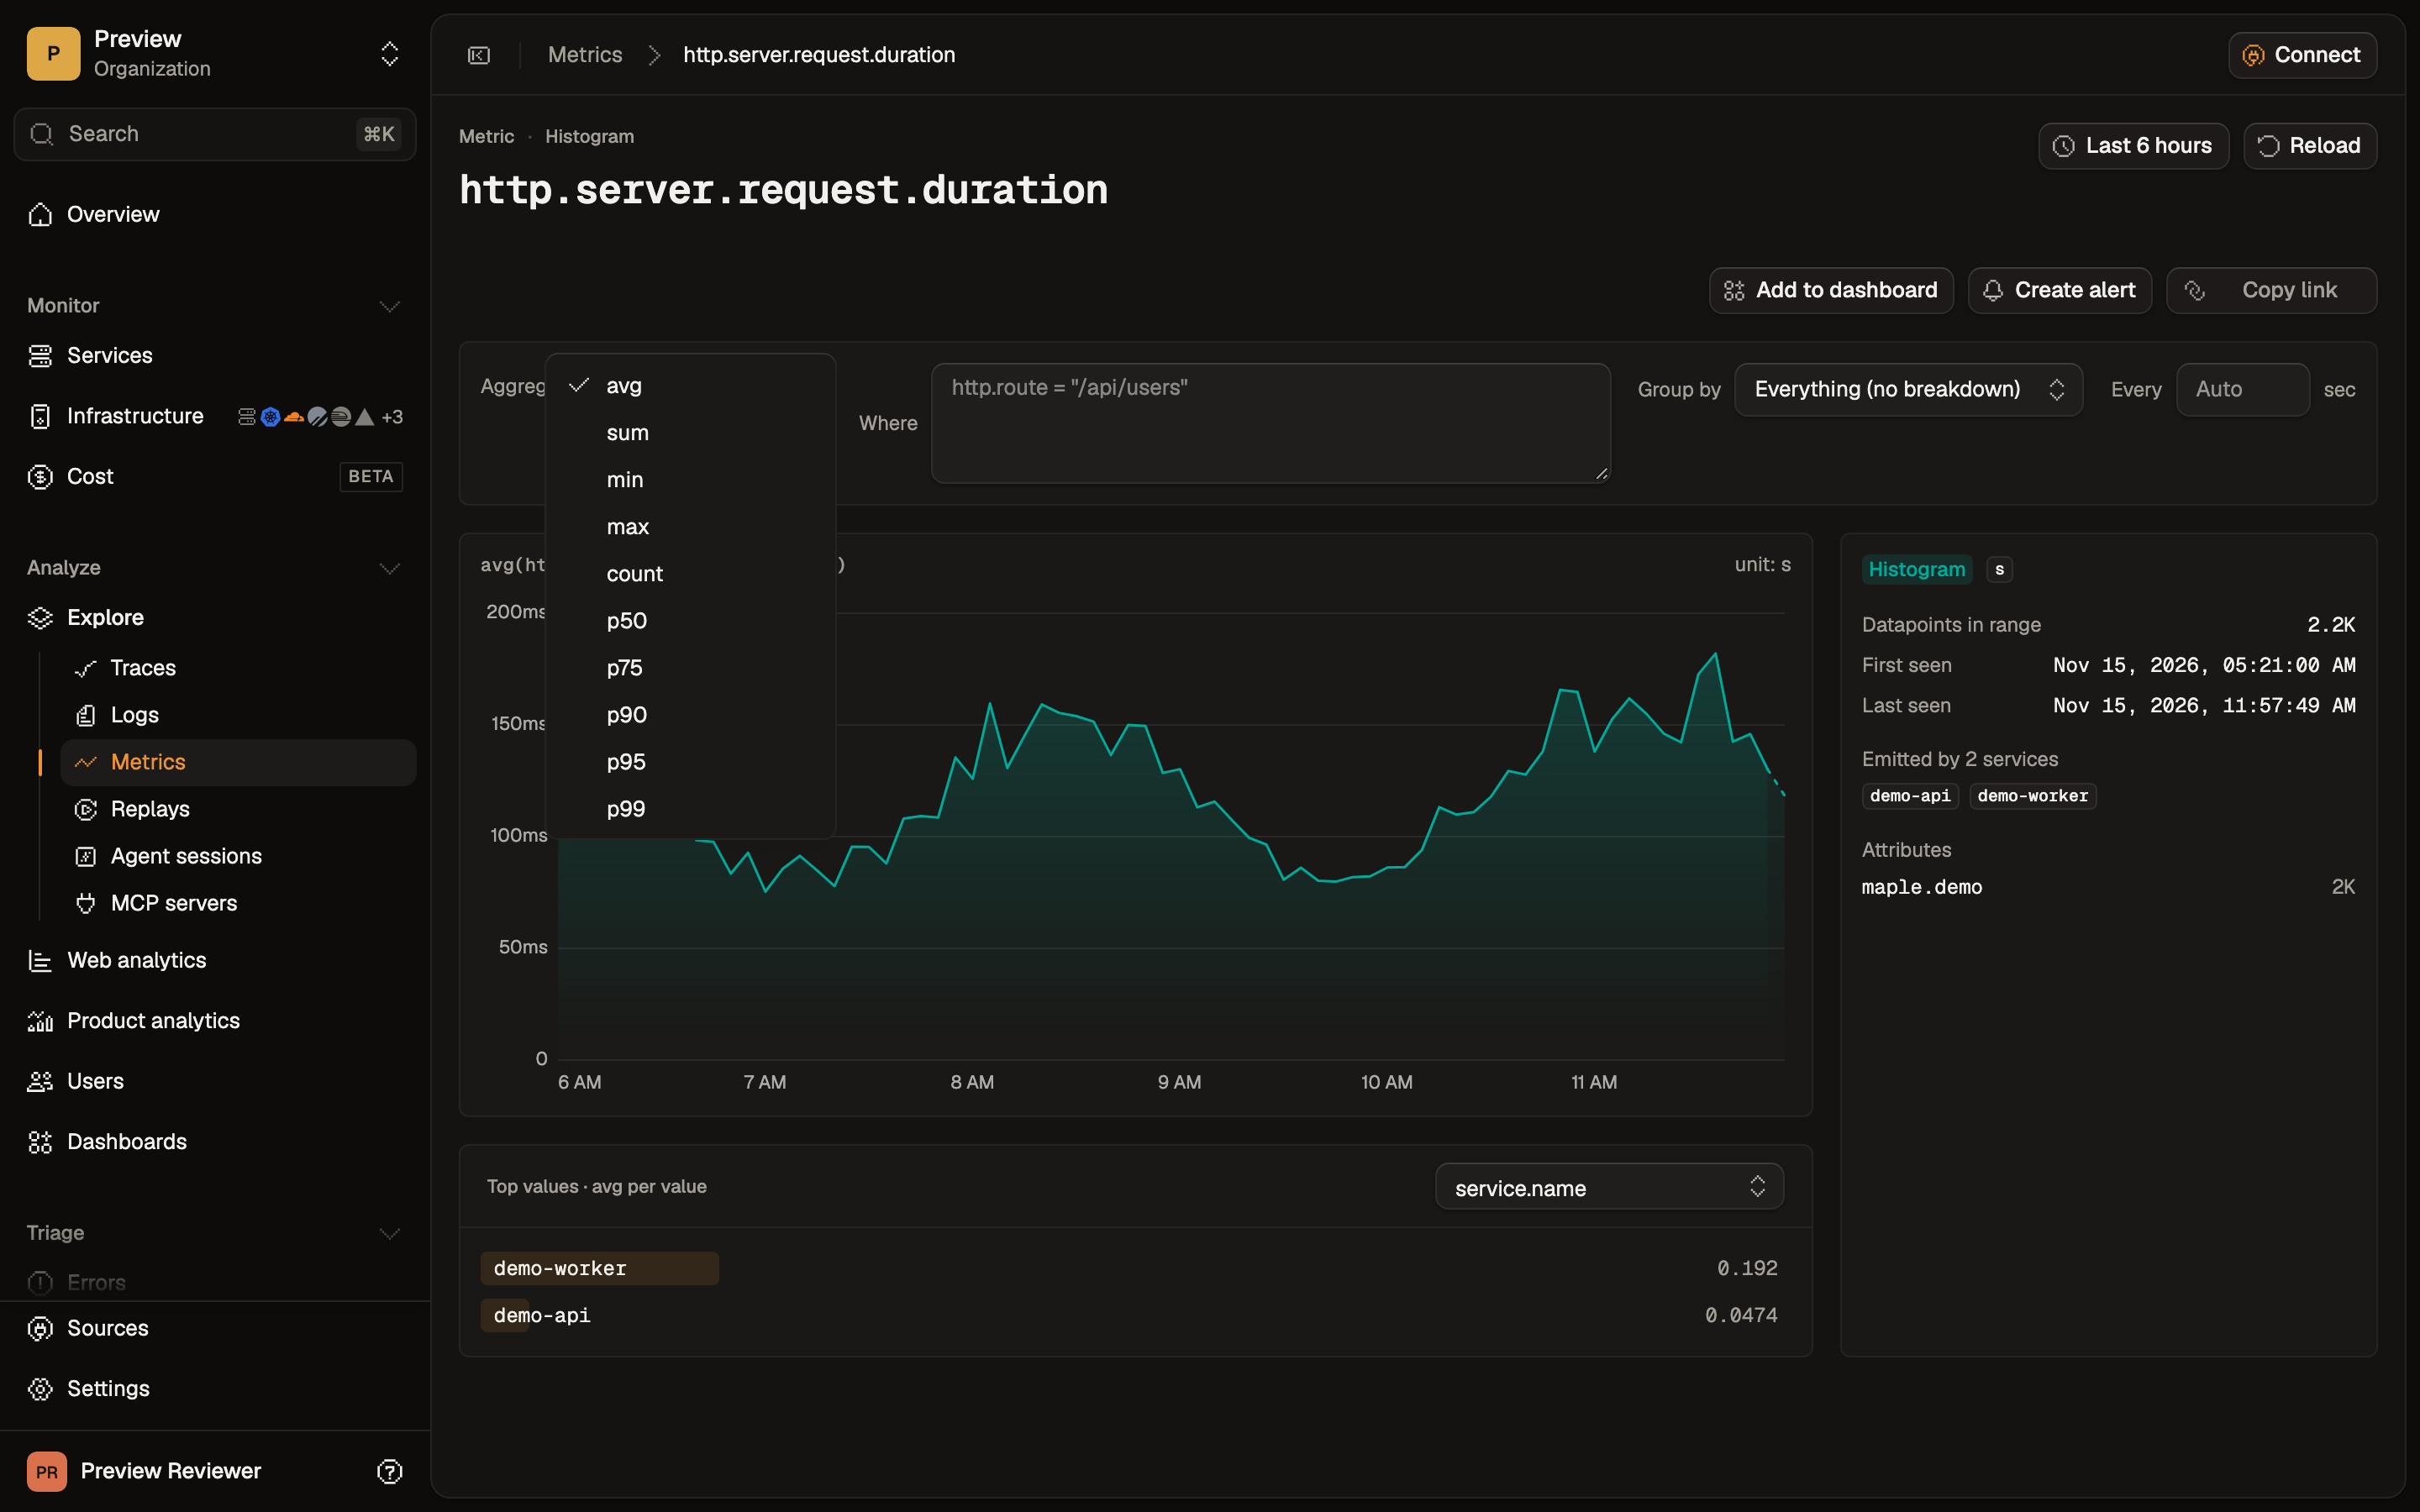 P
Preview
Organization
Search
⌘K
Overview
Monitor
Services
Infrastructure
+3
Cost
BETA
Analyze
Explore
Traces
Logs
Metrics
Replays
Agent sessions
MCP servers
Web analytics
Product analytics
Users
Dashboards
Triage
Errors
Sources
Settings
PR
Preview Reviewer
Metrics
http.server.request.duration
Connect
Metric · Histogram
http.server.request.duration
Last 6 hours
Reload
Add to dashboard
Create alert
Copy link
Aggreg
avg
sum
min
max
count
p50
p75
p90
p95
p99
Where
http.route = "/api/users"
Group by
Everything (no breakdown)
Every
Auto
sec
avg(ht
)
unit: s
200ms
150ms
100ms
50ms
0
6 AM
7 AM
8 AM
9 AM
10 AM
11 AM
Histogram
s
Datapoints in range
2.2K
First seen
Nov 15, 2026, 05:21:00 AM
Last seen
Nov 15, 2026, 11:57:49 AM
Emitted by 2 services
demo-api
demo-worker
Attributes
maple.demo
2K
Top values · avg per value
service.name
demo-worker
0.192
demo-api
0.0474